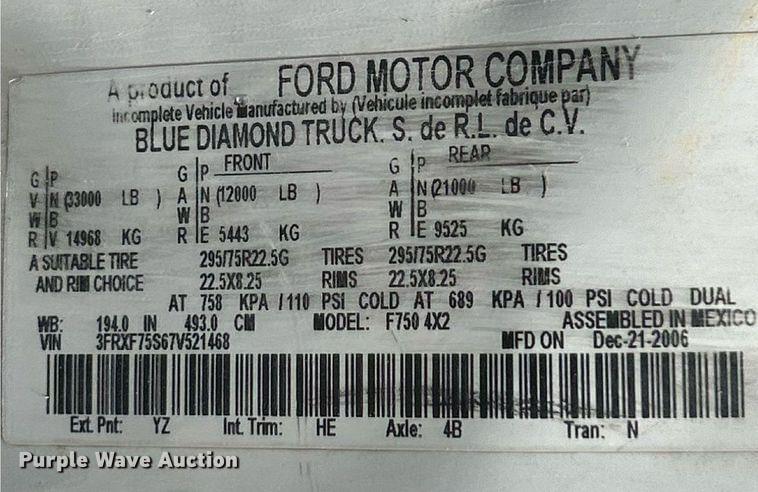 A product of FORD MOTOR COMPANY
Incomplete Vehicle Manufactured by (Vehicule incomplet fabrique par)
BLUE DIAMOND TRUCK. S. de R.L. de C.V.
G P G P FRONT G P REAR
V N (33000 LB ) A N (12000 LB ) A N (21000 LB )
W B W B W B
R V 14968 KG R E 5443 KG R E 9525 KG
A SUITABLE TIRE 295/75R22.5G TIRES 295/75R22.5G TIRES
AND RIM CHOICE 22.5X8.25 RIMS 22.5X8.25 RIMS
AT 758 KPA / 110 PSI COLD AT 689 KPA / 100 PSI COLD DUAL
WB: 194.0 IN 493.0 CM MODEL: F750 4X2 ASSEMBLED IN MEXICO
VIN 3FRXF75S67V521468 MFD ON Dec-21-2006
Ext. Pnt: YZ Int. Trim: HE Axle: 4B Tran: N
Purple Wave Auction